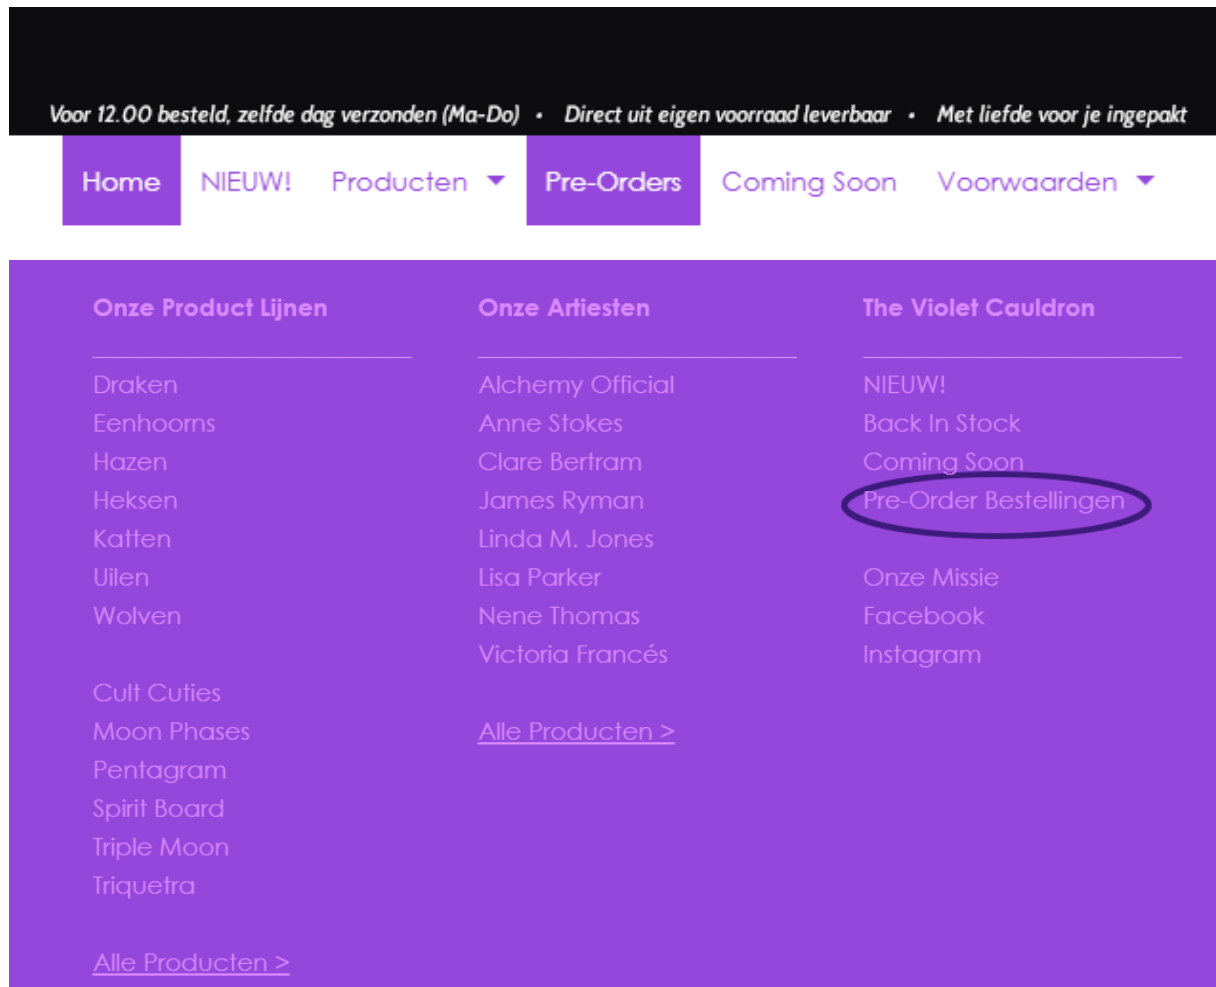 Voor 12.00 besteld, zelfde dag verzonden (Ma-Do) • Direct uit eigen voorraad leverbaar • Met liefde voor je ingepakt
Home NIEUW! Producten Pre-Orders Coming Soon Voorwaarden
Onze Product Lijnen
Draken
Eenhoorns
Hazen
Heksen
Katten
Uilen
Wolven
Cult Cuties
Moon Phases
Pentagram
Spirit Board
Triple Moon
Triquetra
Alle Producten >
Onze Artiesten
Alchemy Official
Anne Stokes
Clare Bertram
James Ryman
Linda M. Jones
Lisa Parker
Nene Thomas
Victoria Francés
Alle Producten >
The Violet Cauldron
NIEUW!
Back In Stock
Coming Soon
Pre-Order Bestellingen
Onze Missie
Facebook
Instagram